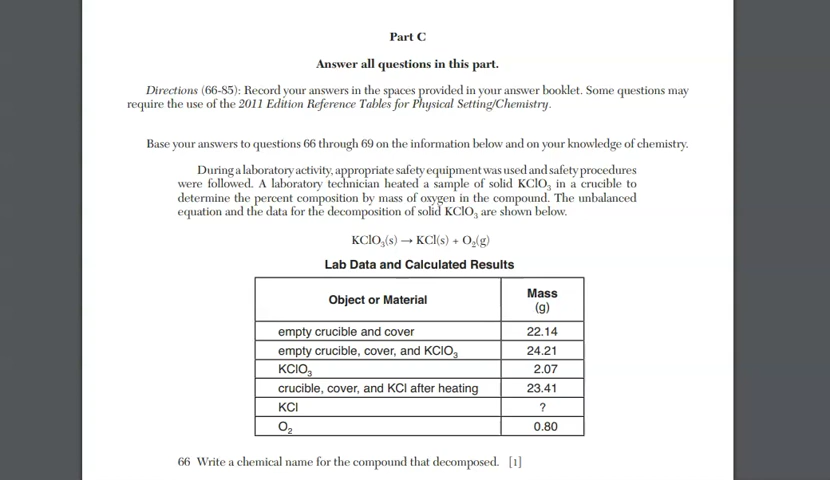 Part C
Answer all questions in this part.
Directions (66-85): Record your answers in the spaces provided in your answer booklet. Some questions may
require the use of the 2011 Edition Reference Tables for Physical Setting/Chemistry.
Base your answers to questions 66 through 69 on the information below and on your knowledge of chemistry.
During a laboratory activity, appropriate safety equipment was used and safety procedures
were followed. A laboratory technician heated a sample of solid KClO₃ in a crucible to
determine the percent composition by mass of oxygen in the compound. The unbalanced
equation and the data for the decomposition of solid KClO₃ are shown below.
KClO₃(s) → KCl(s) + O₂(g)
Lab Data and Calculated Results
Object or Material Mass
(g)
empty crucible and cover 22.14
empty crucible, cover, and KClO₃ 24.21
KClO₃ 2.07
crucible, cover, and KCl after heating 23.41
KCl ?
O₂ 0.80
66 Write a chemical name for the compound that decomposed. [1]